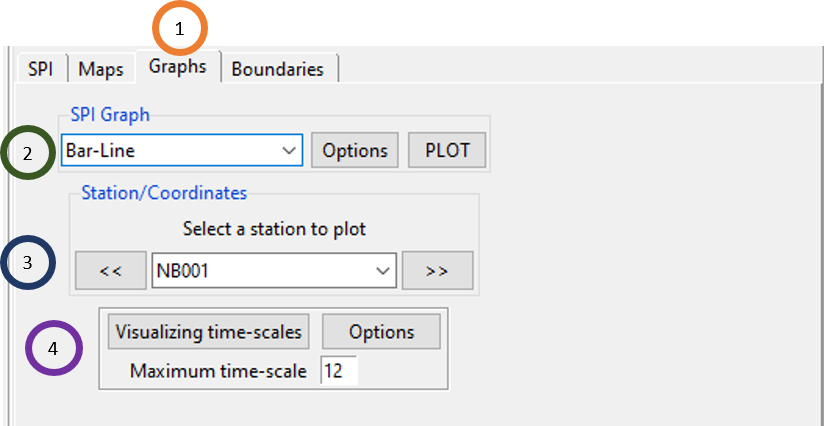 1
SPI Maps Graphs Boundaries
SPI Graph
2
Bar-Line Options PLOT
Station/Coordinates
Select a station to plot
3
<< NB001 >>
4
Visualizing time-scales Options
Maximum time-scale 12